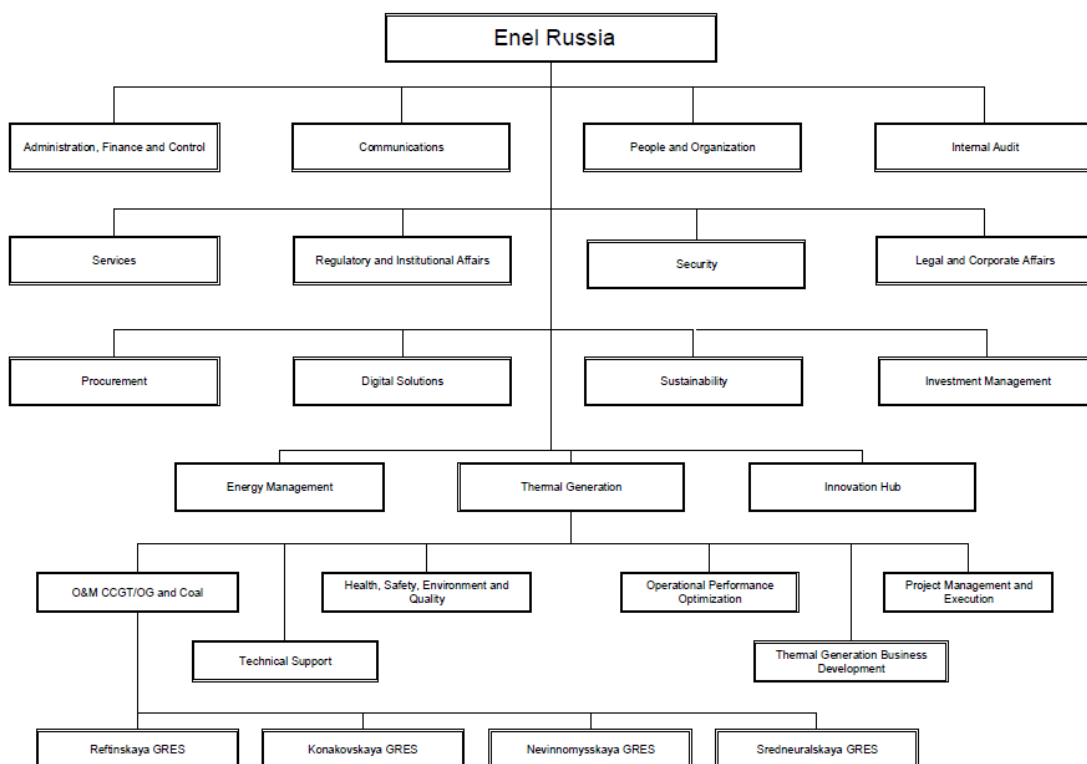 Enel Russia
Administration, Finance and Control
Communications
People and Organization
Internal Audit
Services
Regulatory and Institutional Affairs
Security
Legal and Corporate Affairs
Procurement
Digital Solutions
Sustainability
Investment Management
Energy Management
Thermal Generation
Innovation Hub
O&M CCGT/OG and Coal
Health, Safety, Environment and
Quality
Operational Performance
Optimization
Project Management and
Execution
Technical Support
Thermal Generation Business
Development
Reftinskaya GRES
Konakovskaya GRES
Nevinnomysskaya GRES
Sredneuralskaya GRES